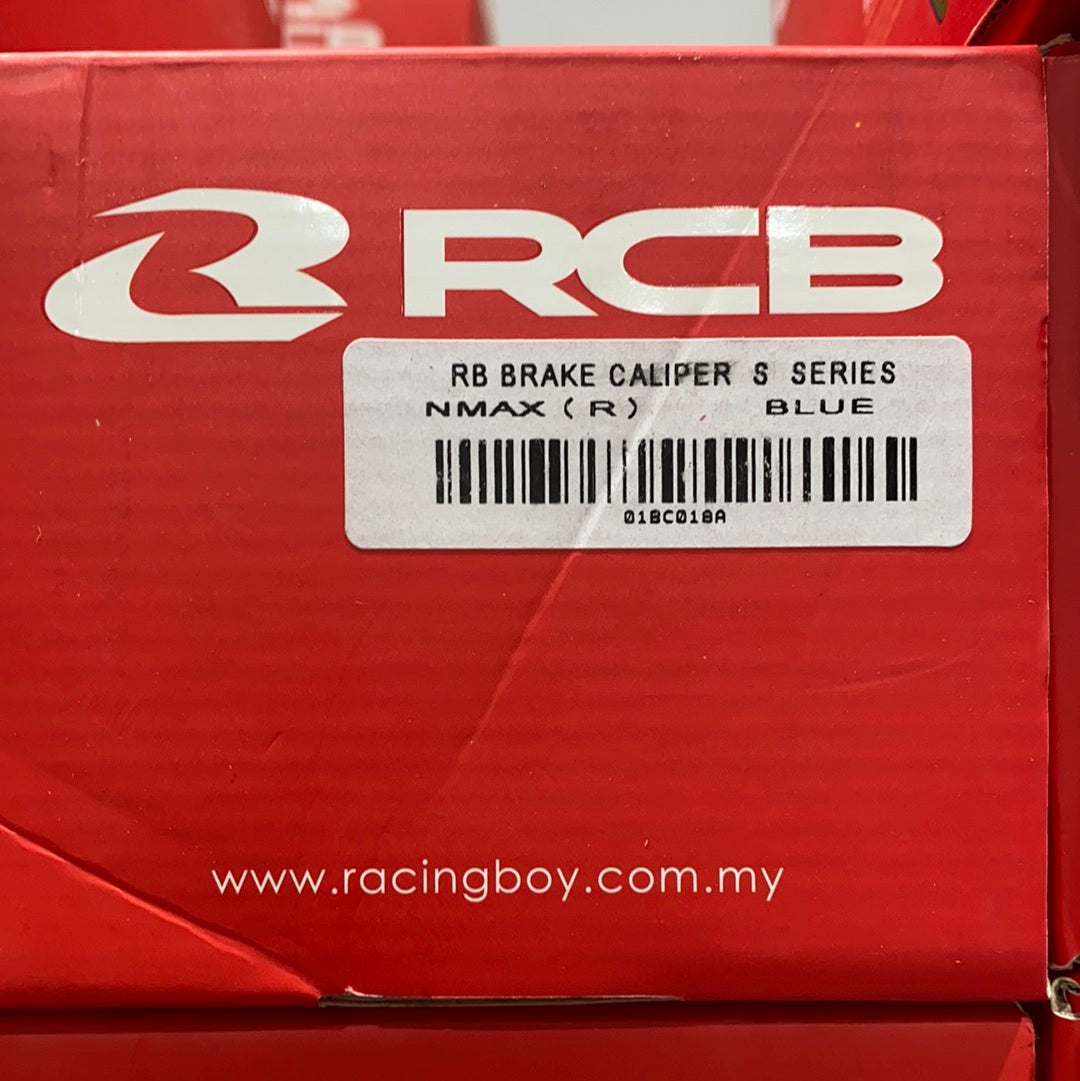 RCB
RB BRAKE CALIPER S SERIES
NMAX (R) BLUE
01BC018A
www.racingboy.com.my